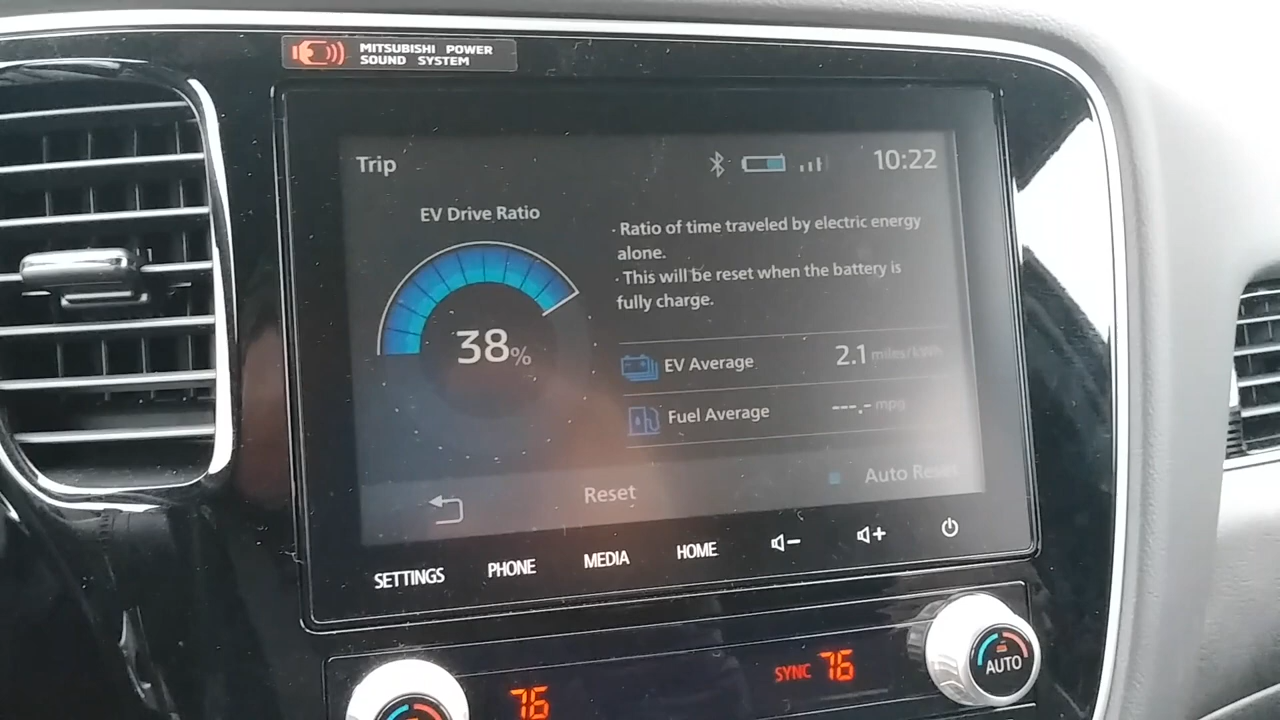 MITSUBISHI POWER
SOUND SYSTEM
Trip
10:22
EV Drive Ratio
38%
· Ratio of time traveled by electric energy
alone.
· This will be reset when the battery is
fully charge.
EV Average 2.1 miles/kWh
Fuel Average ---.- mpg
Reset
Auto Reset
SETTINGS PHONE MEDIA HOME
SYNC 76
AUTO
76